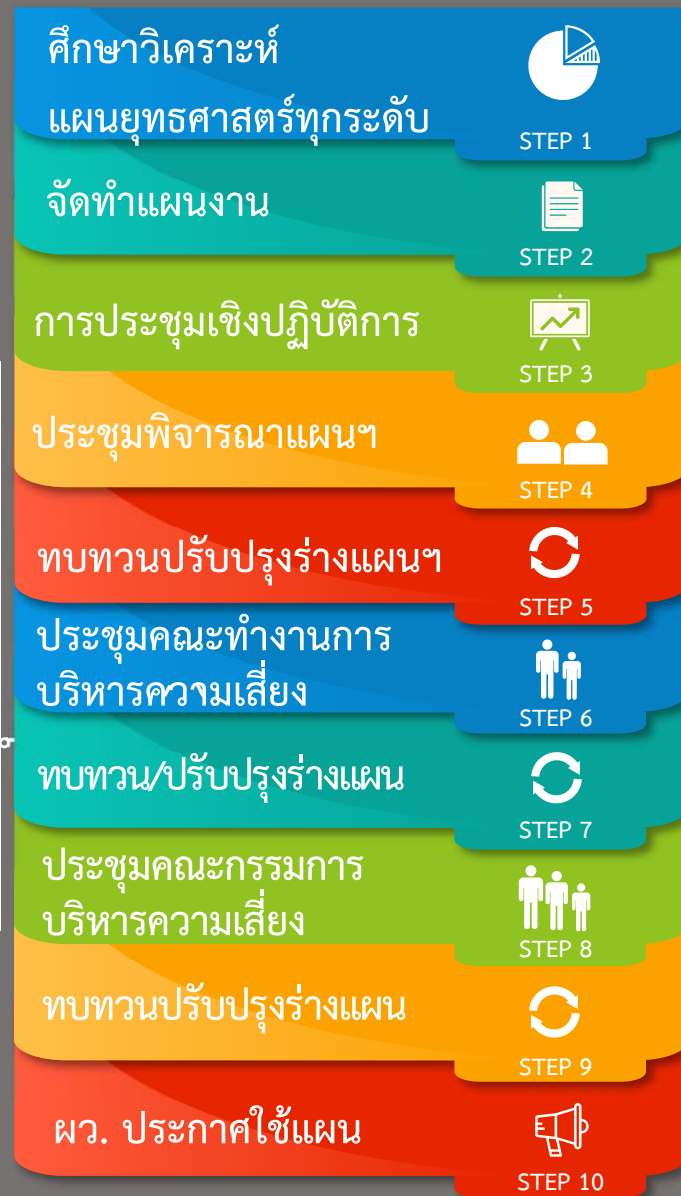 ศึกษาวิเคราะห์
แผนยุทธศาสตร์ทุกระดับ
STEP 1
จัดทำแผนงาน
STEP 2
การประชุมเชิงปฏิบัติการ
STEP 3
ประชุมพิจารณาแผนฯ
STEP 4
ทบทวนปรับปรุงร่างแผนฯ
STEP 5
ประชุมคณะทำงานการ
บริหารความเสี่ยง
STEP 6
ทบทวน/ปรับปรุงร่างแผน
STEP 7
ประชุมคณะกรรมการ
บริหารความเสี่ยง
STEP 8
ทบทวนปรับปรุงร่างแผน
STEP 9
ผว. ประกาศใช้แผน
STEP 10